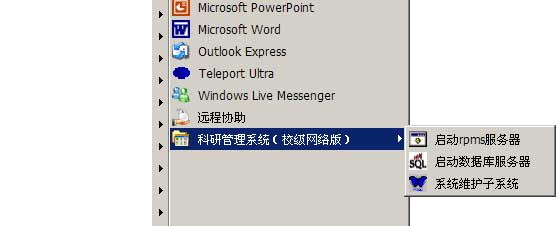 Microsoft PowerPoint
Microsoft Word
Outlook Express
Teleport Ultra
Windows Live Messenger
远程协助
科研管理系统(校级网络版)
启动rpms服务器
SQL 启动数据库服务器
系统维护子系统